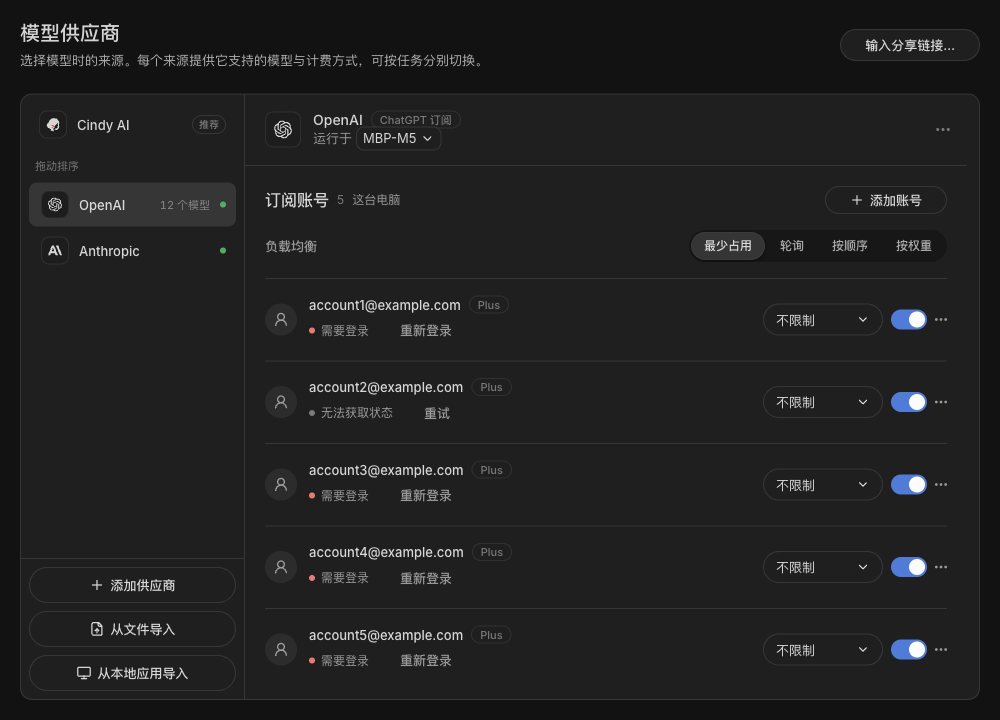 模型供应商
选择模型时的来源。每个来源提供它支持的模型与计费方式，可按任务分别切换。
输入分享链接...
Cindy AI 推荐
拖动排序
OpenAI 12 个模型
Anthropic
添加供应商
从文件导入
从本地应用导入
OpenAI ChatGPT 订阅
运行于 MBP-M5
订阅账号 5 这台电脑
添加账号
负载均衡
最少占用 轮询 按顺序 按权重
account1@example.com Plus
需要登录 重新登录
不限制
account2@example.com Plus
无法获取状态 重试
不限制
account3@example.com Plus
需要登录 重新登录
不限制
account4@example.com Plus
需要登录 重新登录
不限制
account5@example.com Plus
需要登录 重新登录
不限制